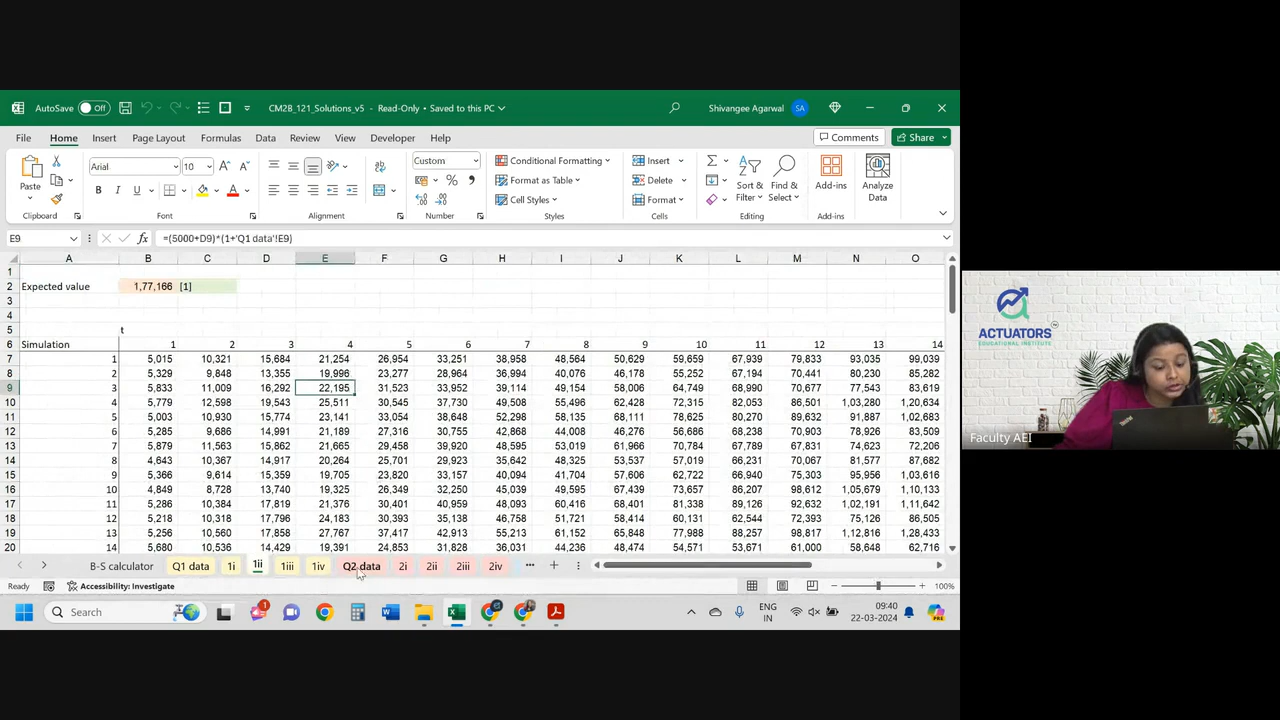 AutoSave Off CM2B_121_Solutions_v5 - Read-Only • Saved to this PC Shivangee Agarwal SA
File Home Insert Page Layout Formulas Data Review View Developer Help Comments Share
Paste Arial 10 Custom Conditional Formatting Format as Table Cell Styles Insert Delete Format Sort & Filter Find & Select Add-ins Analyze Data
Clipboard Font Alignment Number Styles Cells Editing Add-ins
E9 fx =(5000+D9)*(1+'Q1 data'!E9)
A B C D E F G H I J K L M N O
1
2 Expected value 1,77,166 [1]
3
4
5 t
6 Simulation 1 2 3 4 5 6 7 8 9 10 11 12 13 14
7 1 5,015 10,321 15,684 21,254 26,954 33,251 38,958 48,564 50,629 59,659 67,939 79,833 93,035 99,039
8 2 5,329 9,848 13,355 19,996 23,277 28,964 36,994 40,076 48,178 55,252 67,194 70,441 80,230 85,282
9 3 5,833 11,009 16,292 22,195 31,523 33,952 39,114 49,154 58,006 64,749 68,990 70,677 77,543 83,619
10 4 5,779 12,598 19,543 25,511 30,545 37,730 49,508 55,496 62,428 72,315 82,052 86,501 1,03,280 1,20,634
11 5 5,003 10,930 15,774 23,141 33,054 38,648 52,298 58,135 68,111 78,625 80,270 89,632 91,887 1,02,683
12 6 5,285 9,686 14,991 21,189 27,316 30,755 42,868 44,008 46,276 56,686 68,238 70,903 78,926 83,509
13 7 5,879 11,563 15,862 21,665 29,458 39,920 48,598 53,019 61,966 70,784 67,789 67,831 74,623 72,206
14 8 4,643 10,367 14,917 20,264 25,701 29,923 35,642 48,325 53,537 57,019 66,231 70,067 81,577 87,682
15 9 5,366 9,614 15,359 19,705 23,820 33,157 40,094 41,704 57,606 62,722 66,940 75,303 95,956 1,03,616
16 10 4,849 8,728 13,740 19,325 26,349 32,250 45,039 49,595 67,439 73,657 86,207 98,612 1,05,679 1,10,133
17 11 5,286 10,384 17,819 21,376 30,401 40,959 48,093 60,416 68,401 81,338 89,126 92,632 1,02,191 1,11,642
18 12 5,218 10,318 17,796 24,183 30,393 35,138 46,758 51,721 58,414 60,131 62,544 72,393 75,126 86,505
19 13 5,256 10,560 17,858 27,767 37,417 42,913 55,213 61,152 65,848 77,988 88,257 98,817 1,12,816 1,28,433
20 14 5,680 10,536 14,429 19,391 24,853 31,828 36,031 44,236 48,474 54,571 53,671 61,000 58,648 62,716
B-S calculator Q1 data 1i 1ii 1iii 1iv Q2 data 2i 2ii 2iii 2iv
Ready Accessibility: Investigate 100%
Search ENG IN 09:40 22-03-2024
ACTUATORS
EDUCATIONAL INSTITUTE
Faculty AEI